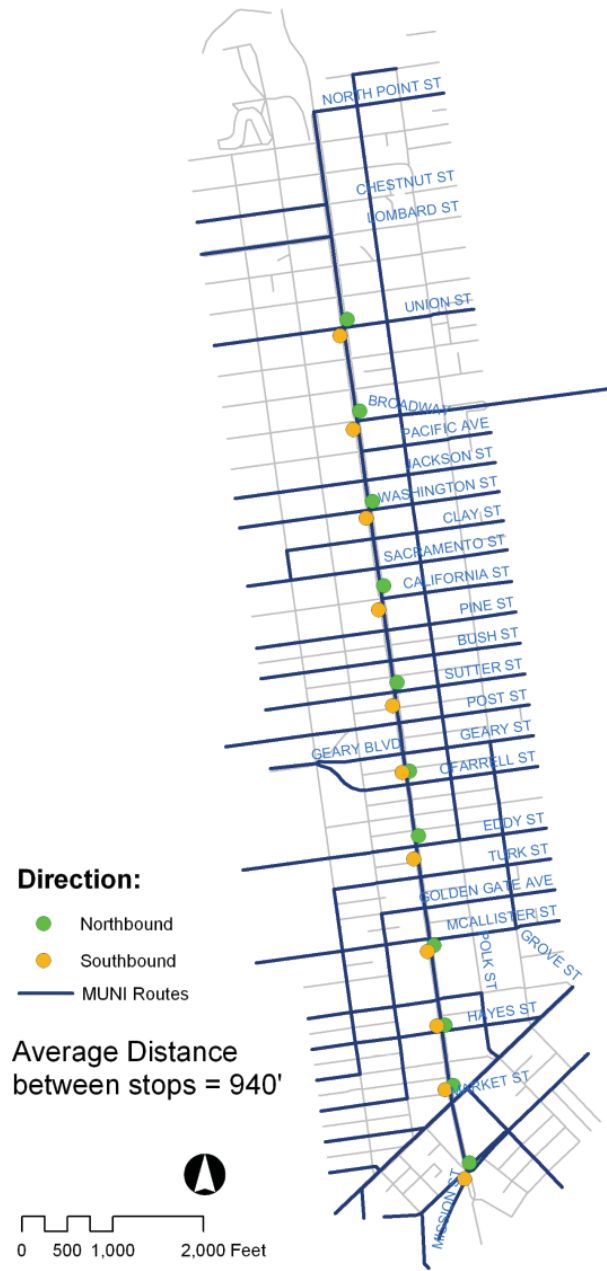 NORTH POINT ST
CHESTNUT ST
LOMBARD ST
UNION ST
BROADWAY
PACIFIC AVE
JACKSON ST
WASHINGTON ST
CLAY ST
SACRAMENTO ST
CALIFORNIA ST
PINE ST
BUSH ST
SUTTER ST
POST ST
GEARY ST
GEARY BLVD
OFARRELL ST
EDDY ST
TURK ST
GOLDEN GATE AVE
MCALLISTER ST
POLK ST
GROVE ST
HAYES ST
MARKET ST
MISSION ST
Direction:
Northbound
Southbound
MUNI Routes
Average Distance
between stops = 940'
0 500 1,000 2,000 Feet